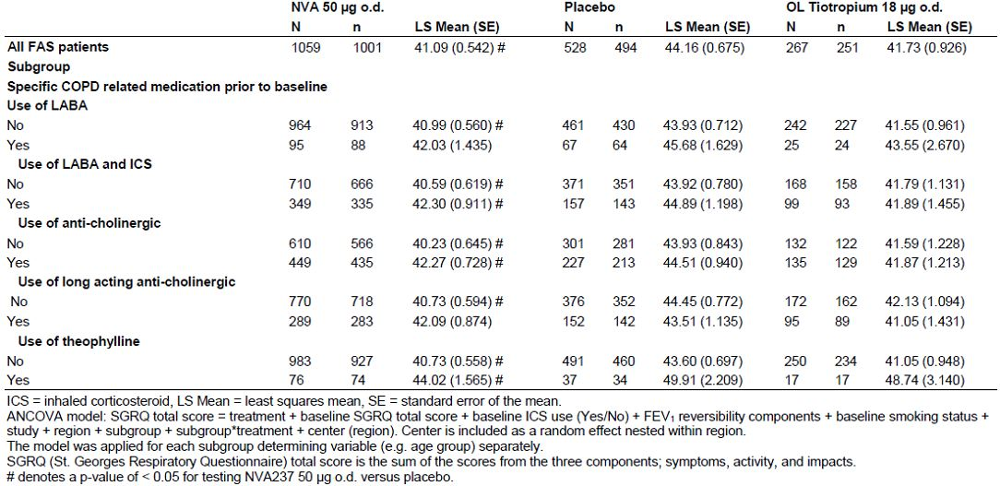 NVA 50 µg o.d. Placebo OL Tiotropium 18 µg o.d.
N n LS Mean (SE) N n LS Mean (SE) N n LS Mean (SE)
All FAS patients 1059 1001 41.09 (0.542) # 528 494 44.16 (0.675) 267 251 41.73 (0.926)
Subgroup
Specific COPD related medication prior to baseline
Use of LABA
No 964 913 40.99 (0.560) # 461 430 43.93 (0.712) 242 227 41.55 (0.961)
Yes 95 88 42.03 (1.435) 67 64 45.68 (1.629) 25 24 43.55 (2.670)
Use of LABA and ICS
No 710 666 40.59 (0.619) # 371 351 43.92 (0.780) 168 158 41.79 (1.131)
Yes 349 335 42.30 (0.911) # 157 143 44.89 (1.198) 99 93 41.89 (1.455)
Use of anti-cholinergic
No 610 566 40.23 (0.645) # 301 281 43.93 (0.843) 132 122 41.59 (1.228)
Yes 449 435 42.27 (0.728) # 227 213 44.51 (0.940) 135 129 41.87 (1.213)
Use of long acting anti-cholinergic
No 770 718 40.73 (0.594) # 376 352 44.45 (0.772) 172 162 42.13 (1.094)
Yes 289 283 42.09 (0.874) 152 142 43.51 (1.135) 95 89 41.05 (1.431)
Use of theophylline
No 983 927 40.73 (0.558) # 491 460 43.60 (0.697) 250 234 41.05 (0.948)
Yes 76 74 44.02 (1.565) # 37 34 49.91 (2.209) 17 17 48.74 (3.140)
ICS = inhaled corticosteroid, LS Mean = least squares mean, SE = standard error of the mean.
ANCOVA model: SGRQ total score = treatment + baseline SGRQ total score + baseline ICS use (Yes/No) + FEV₁ reversibility components + baseline smoking status +
study + region + subgroup + subgroup*treatment + center (region). Center is included as a random effect nested within region.
The model was applied for each subgroup determining variable (e.g. age group) separately.
SGRQ (St. Georges Respiratory Questionnaire) total score is the sum of the scores from the three components; symptoms, activity, and impacts.
# denotes a p-value of < 0.05 for testing NVA237 50 µg o.d. versus placebo.